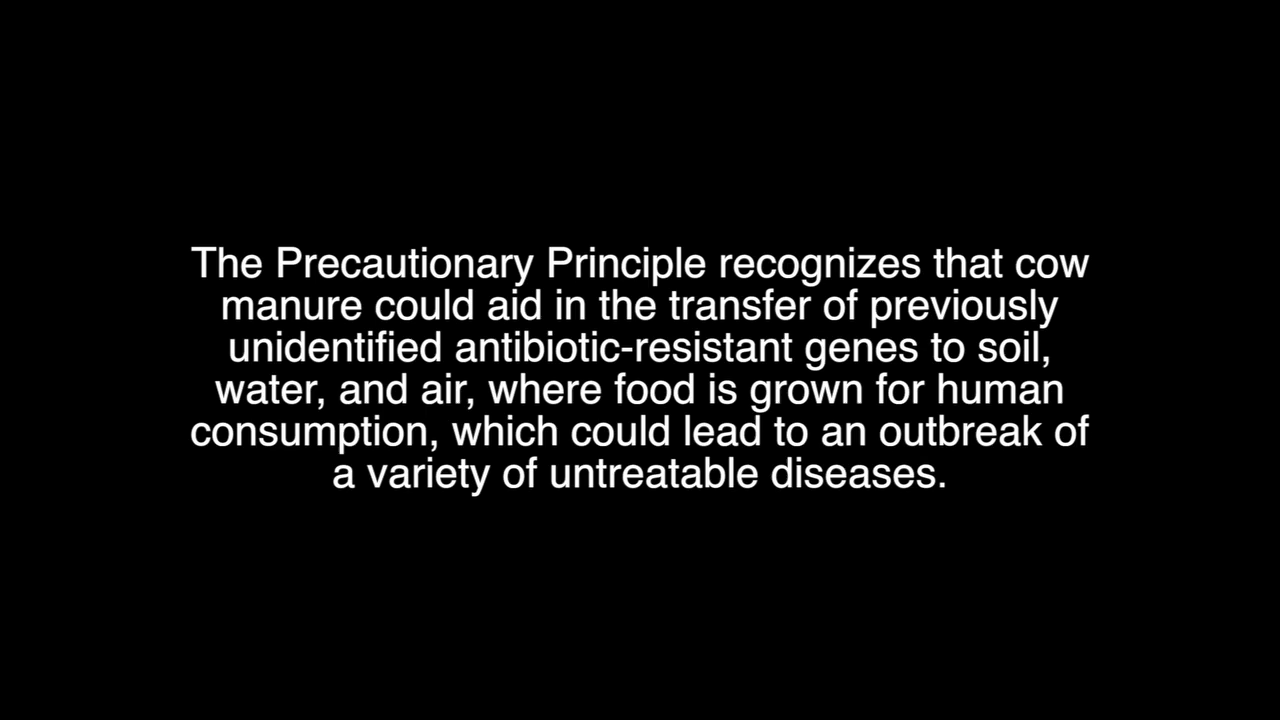 The Precautionary Principle recognizes that cow
manure could aid in the transfer of previously
unidentified antibiotic-resistant genes to soil,
water, and air, where food is grown for human
consumption, which could lead to an outbreak of
a variety of untreatable diseases.